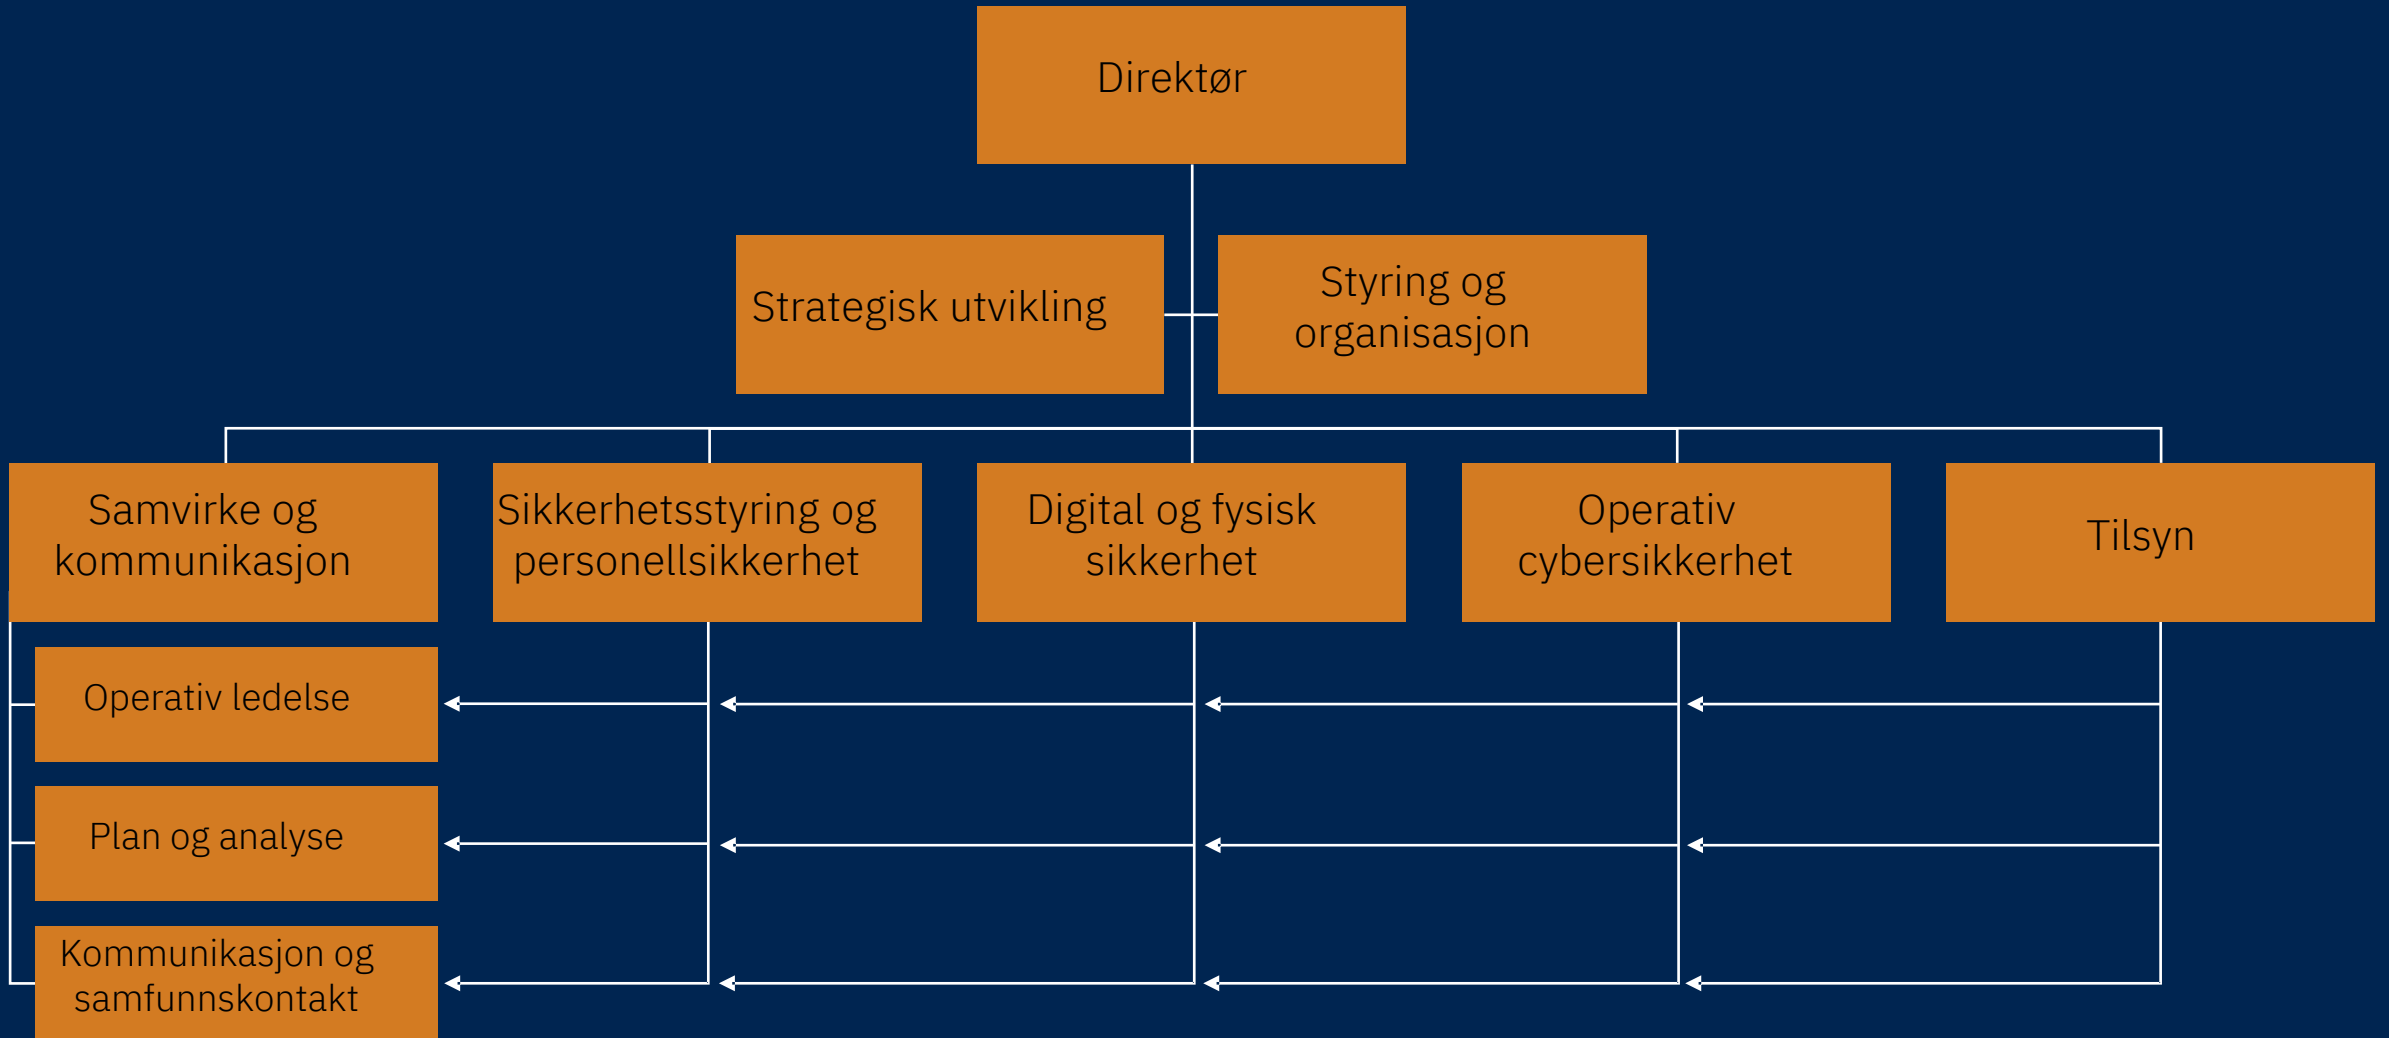 Direktør
Strategisk utvikling
Styring og
organisasjon
Samvirke og
kommunikasjon
Sikkerhetsstyring og
personellsikkerhet
Digital og fysisk
sikkerhet
Operativ
cybersikkerhet
Tilsyn
Operativ ledelse
Plan og analyse
Kommunikasjon og
samfunnskontakt